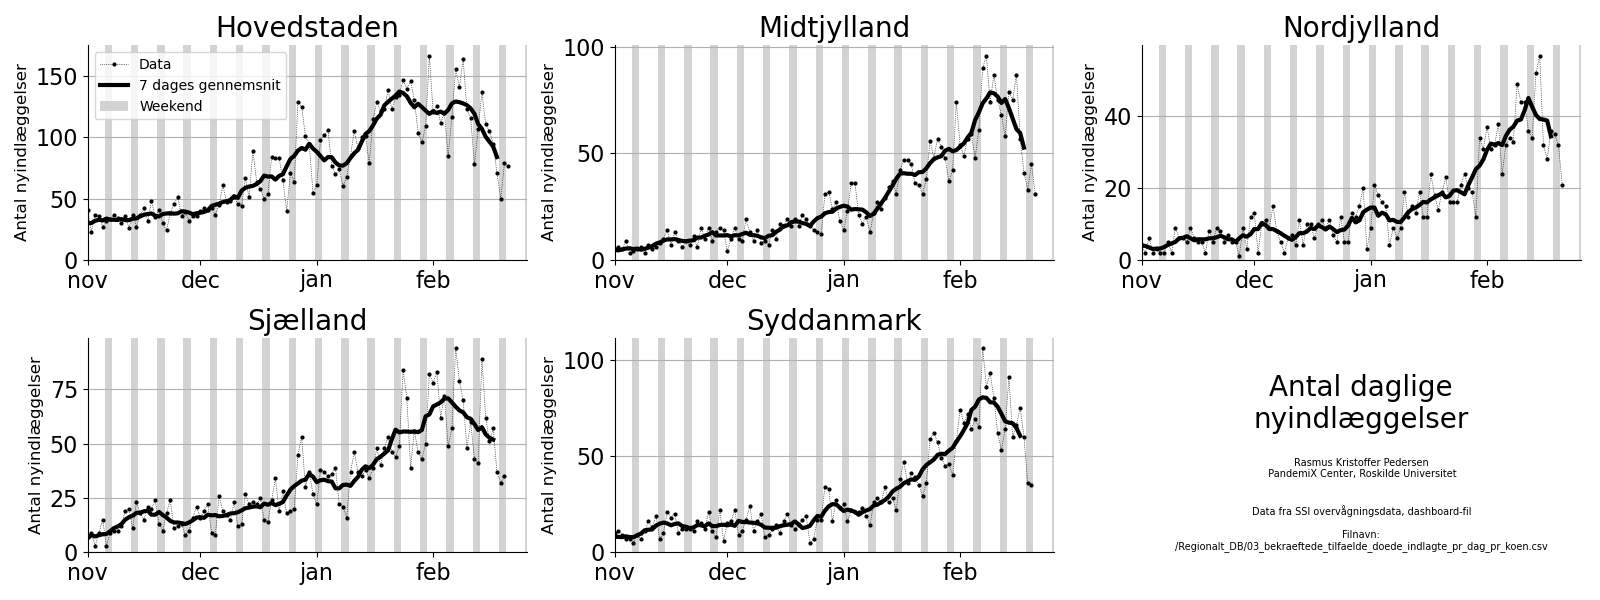 Hovedstaden
Antal nyindlæggelser
150
100
50
0
nov dec jan feb
Data
7 dages gennemsnit
Weekend
Midtjylland
Antal nyindlæggelser
100
50
0
nov dec jan feb
Nordjylland
Antal nyindlæggelser
40
20
0
nov dec jan feb
Sjælland
Antal nyindlæggelser
75
50
25
0
nov dec jan feb
Syddanmark
Antal nyindlæggelser
100
50
0
nov dec jan feb
Antal daglige
nyindlæggelser
Rasmus Kristoffer Pedersen
PandemiX Center, Roskilde Universitet
Data fra SSI overvågningsdata, dashboard-fil
Filnavn:
/Regionalt_DB/03_bekraeftede_tilfaelde_doede_indlagte_pr_dag_pr_koen.csv